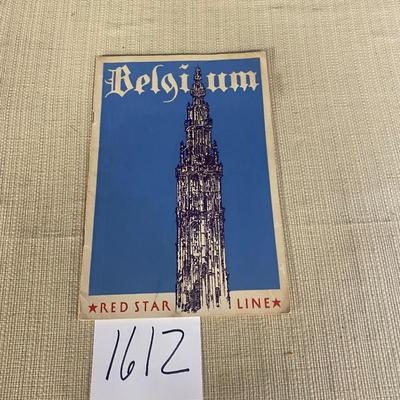 Belgium
★RED STAR LINE★
1612